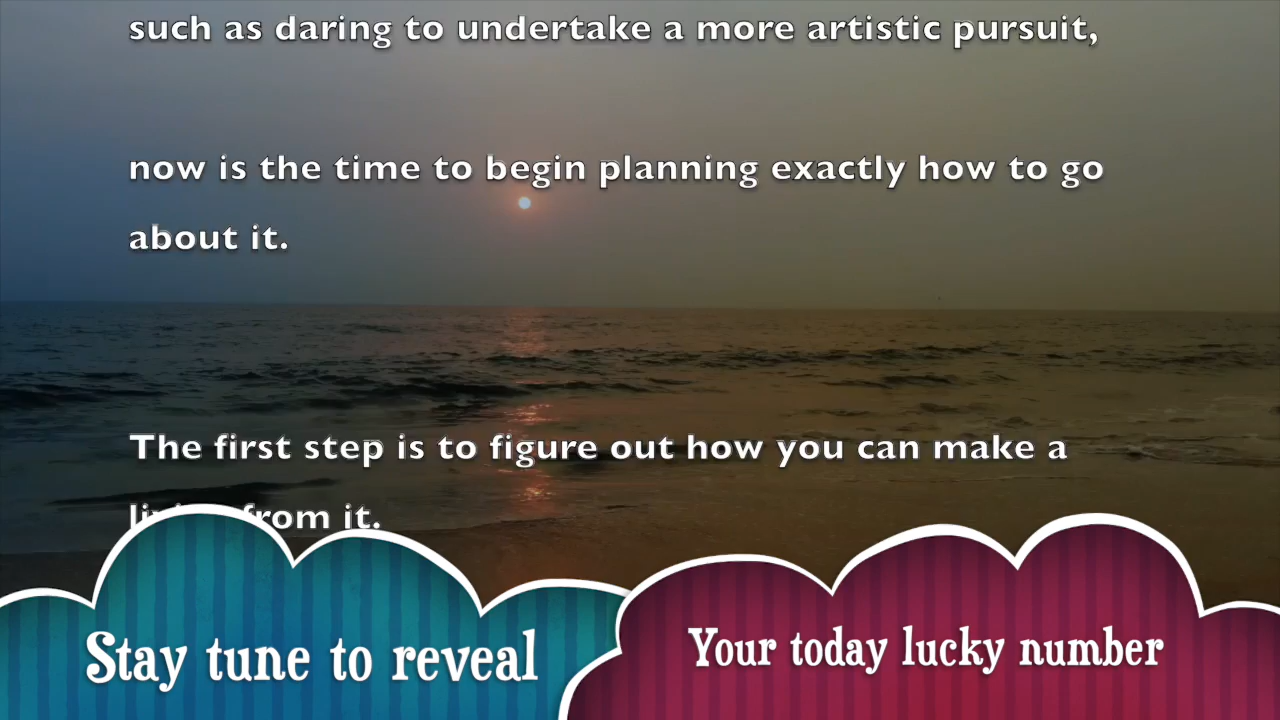 such as daring to undertake a more artistic pursuit,
now is the time to begin planning exactly how to go
about it.
The first step is to figure out how you can make a
from it.
Stay tune to reveal
Your today lucky number